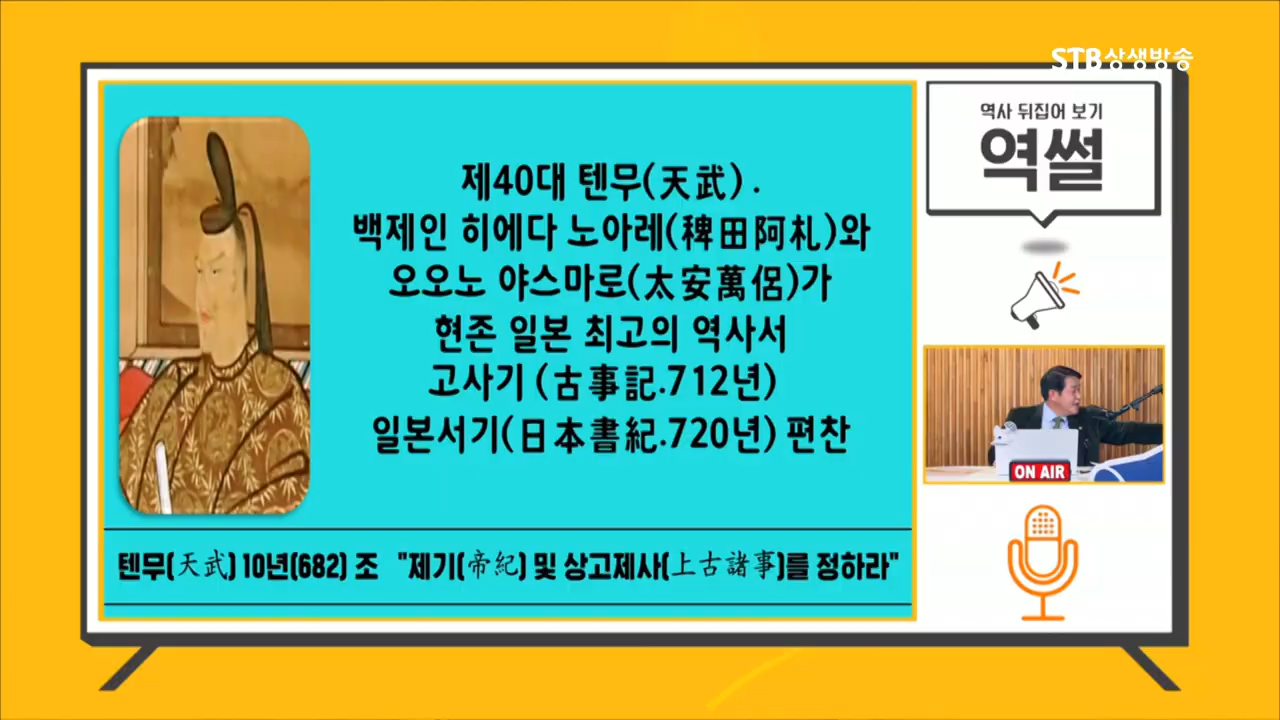 STB상생방송
역사 뒤집어 보기
역썰
제40대 텐무(天武).
백제인 히에다 노아레(稗田阿札)와
오오노 야스마로(太安萬侶)가
현존 일본 최고의 역사서
고사기 (古事記.712년)
일본서기(日本書紀.720년) 편찬
ON AIR
텐무(天武) 10년(682) 조 "제기(帝紀) 및 상고제사(上古諸事)를 정하라"